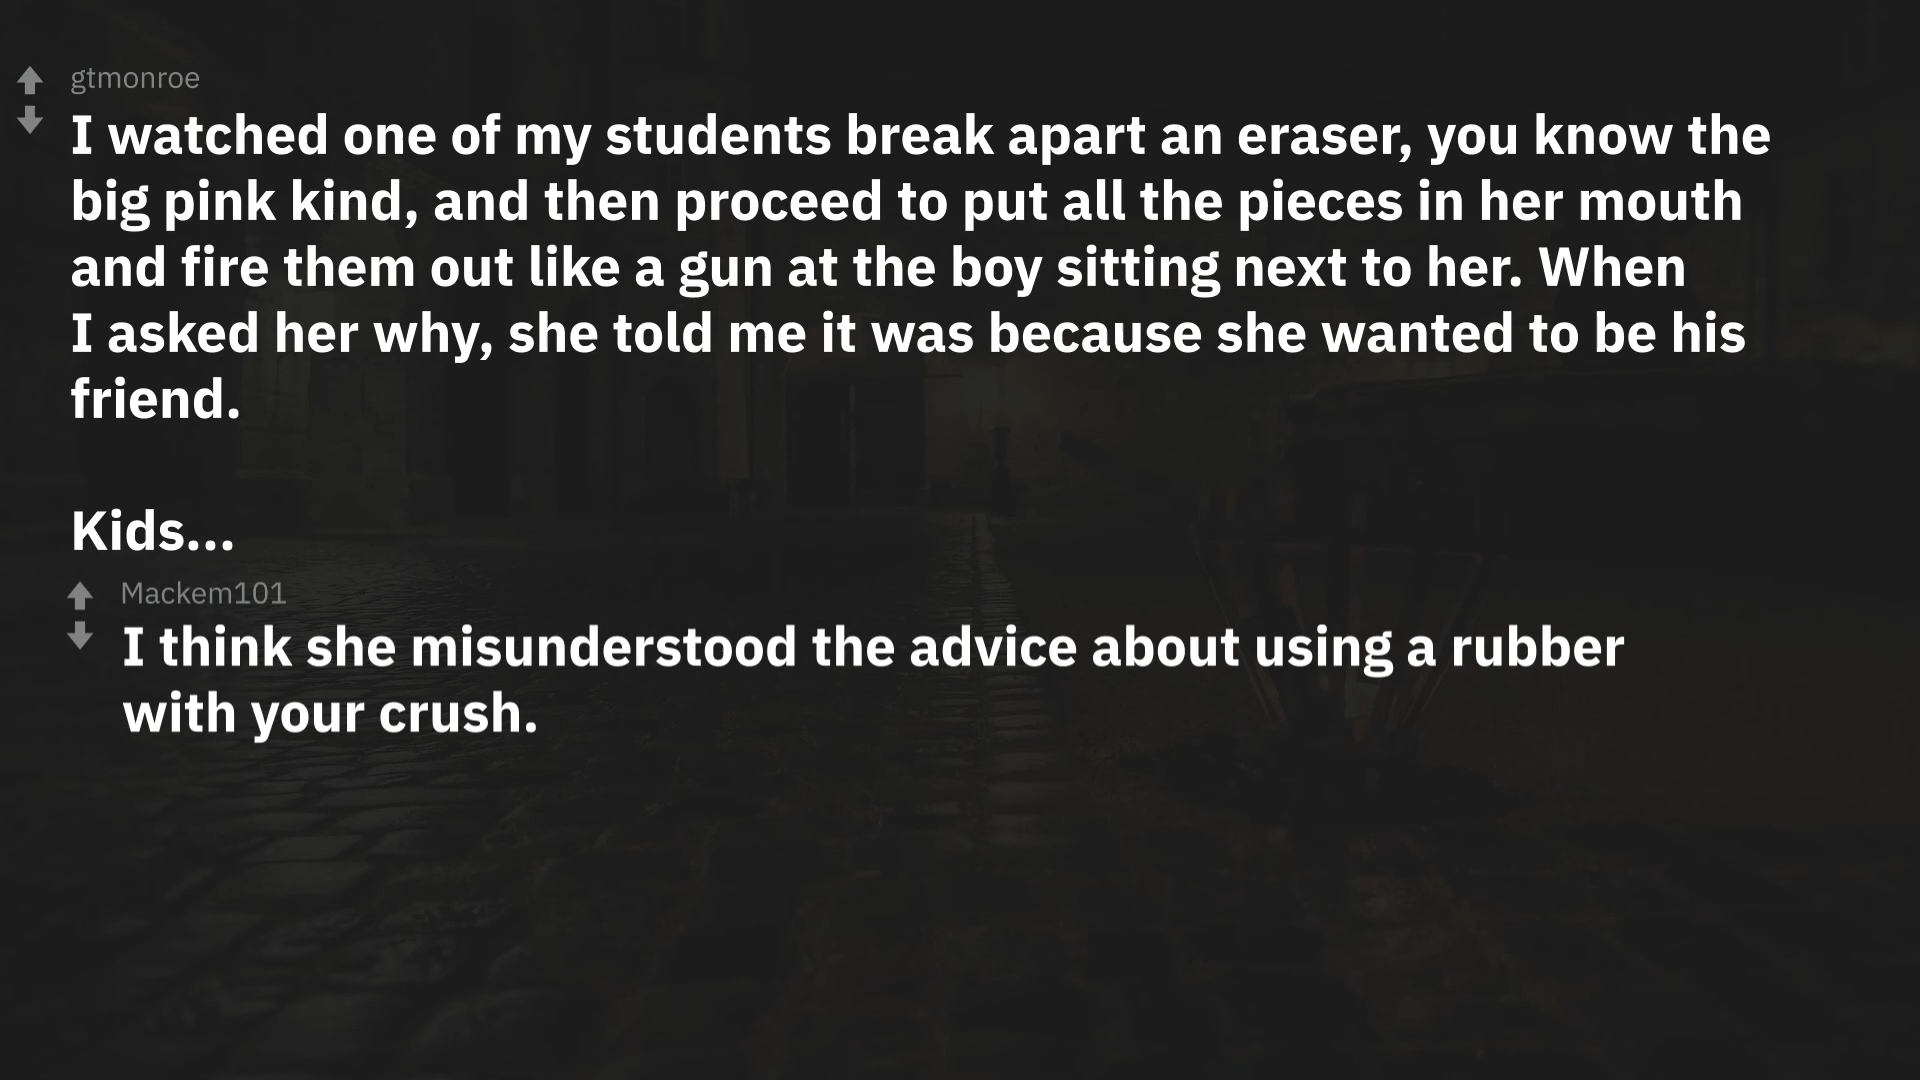 gtmonroe
I watched one of my students break apart an eraser, you know the
big pink kind, and then proceed to put all the pieces in her mouth
and fire them out like a gun at the boy sitting next to her. When
I asked her why, she told me it was because she wanted to be his
friend.
Kids...
Mackem101
I think she misunderstood the advice about using a rubber
with your crush.